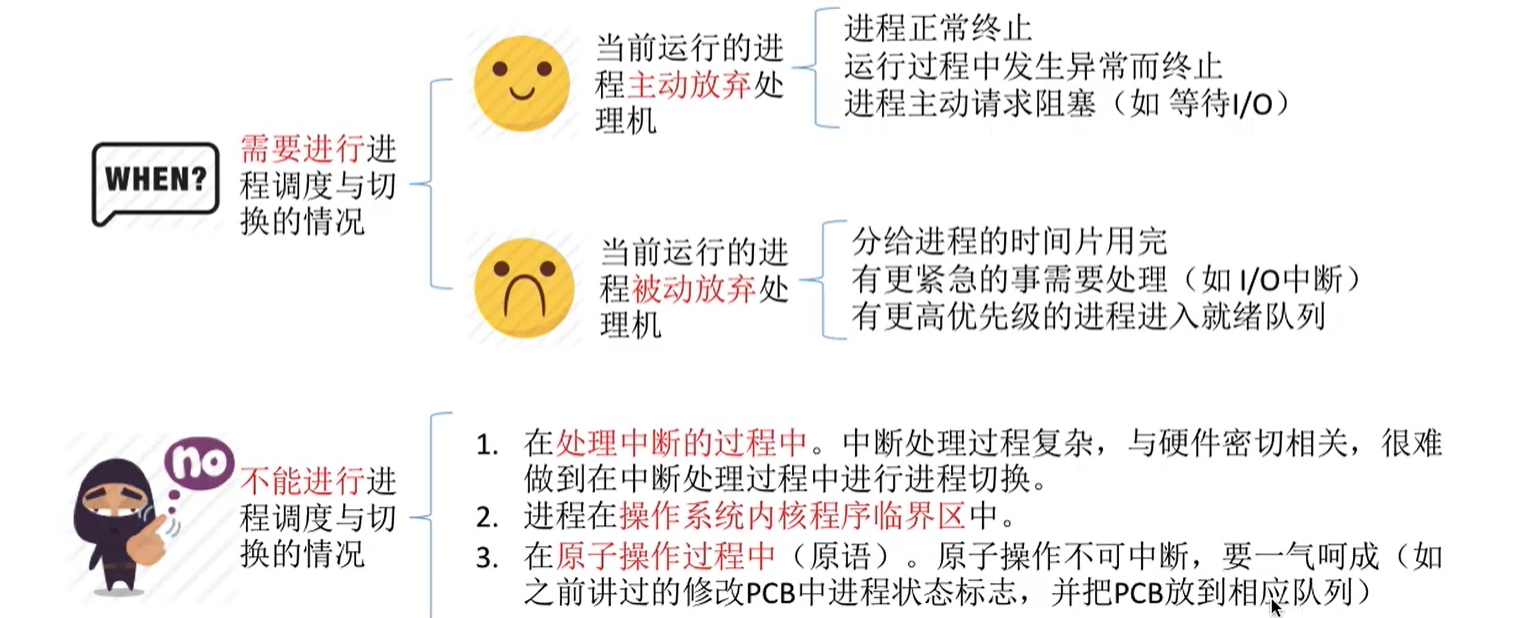 WHEN?
需要进行进
程调度与切
换的情况
当前运行的进
程主动放弃处
理机
进程正常终止
运行过程中发生异常而终止
进程主动请求阻塞（如 等待I/O）
当前运行的进
程被动放弃处
理机
分给进程的时间片用完
有更紧急的事需要处理（如 I/O中断）
有更高优先级的进程进入就绪队列
no
不能进行进
程调度与切
换的情况
1. 在处理中断的过程中。中断处理过程复杂，与硬件密切相关，很难
做到在中断处理过程中进行进程切换。
2. 进程在操作系统内核程序临界区中。
3. 在原子操作过程中（原语）。原子操作不可中断，要一气呵成（如
之前讲过的修改PCB中进程状态标志，并把PCB放到相应队列）